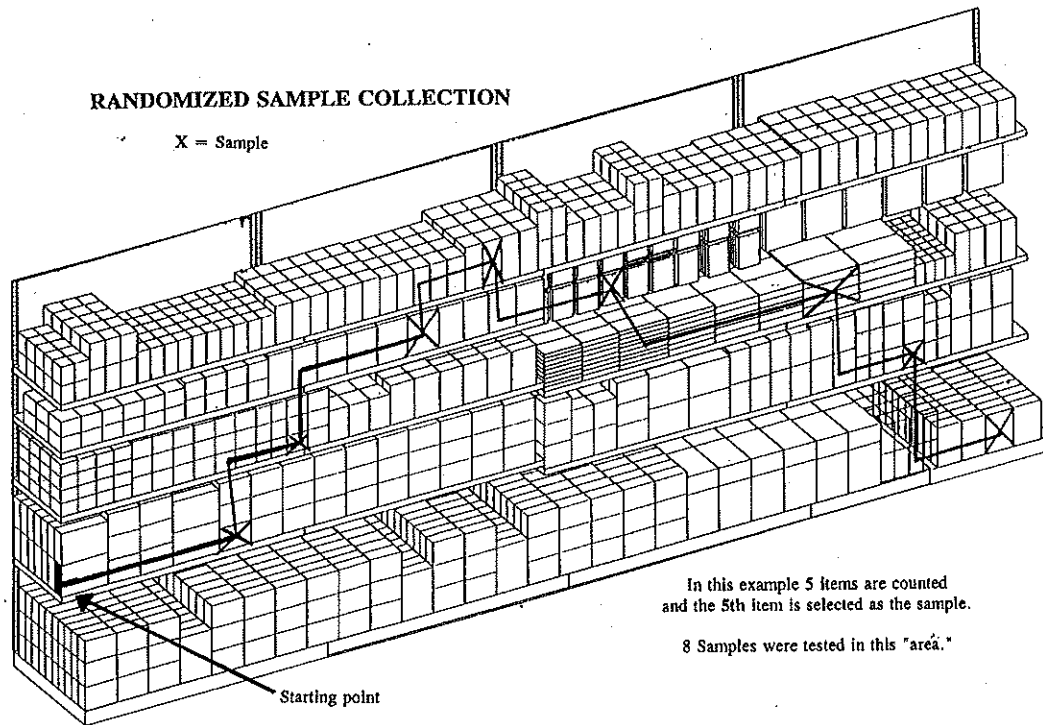 RANDOMIZED SAMPLE COLLECTION
X = Sample
In this example 5 items are counted
and the 5th item is selected as the sample.
8 Samples were tested in this "area."
Starting point